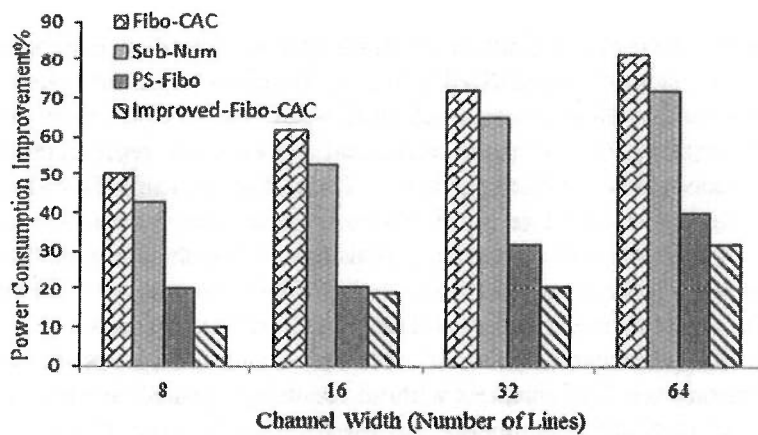 Power Consumption Improvement%
90
80
70
60
50
40
30
20
10
0
Fibo-CAC
Sub-Num
PS-Fibo
Improved-Fibo-CAC
8
16
32
64
Channel Width (Number of Lines)